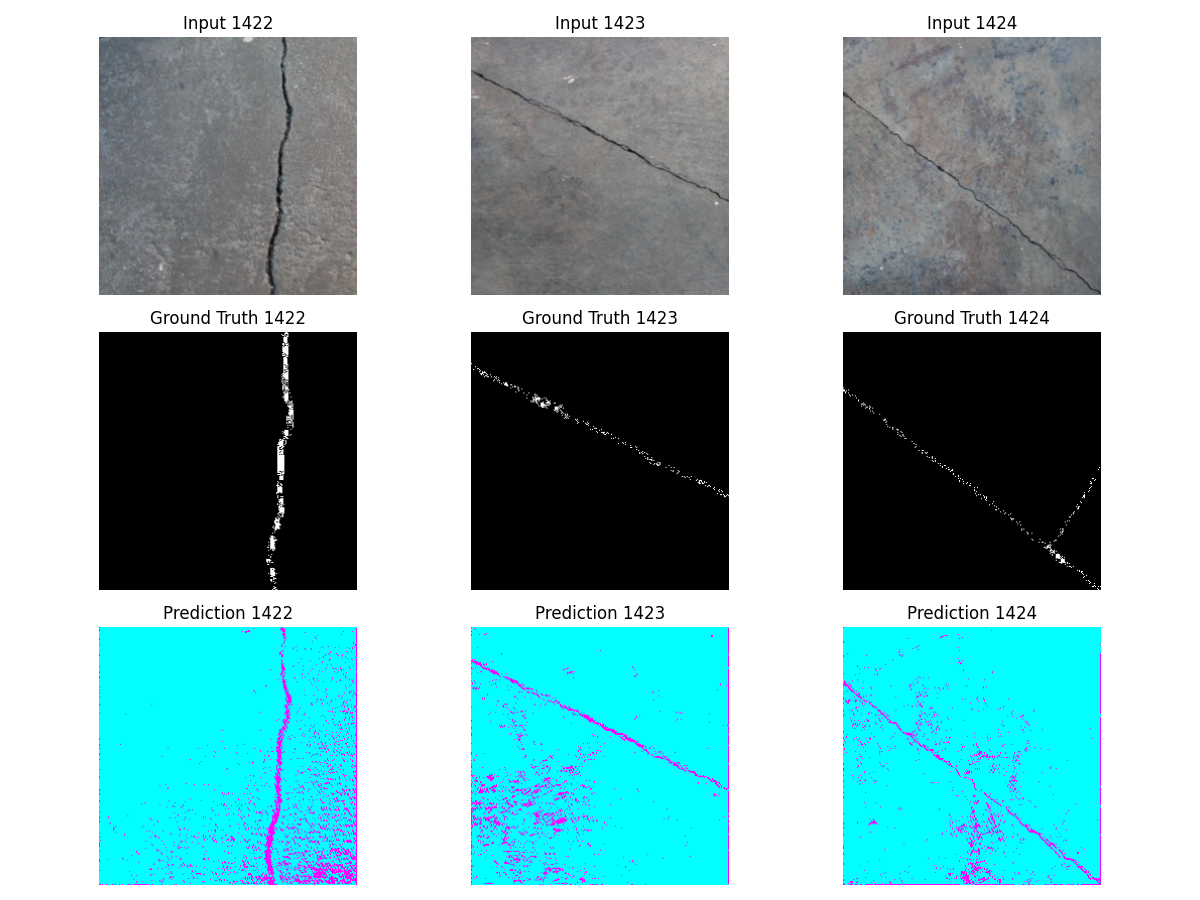 Input 1422
Input 1423
Input 1424
Ground Truth 1422
Ground Truth 1423
Ground Truth 1424
Prediction 1422
Prediction 1423
Prediction 1424